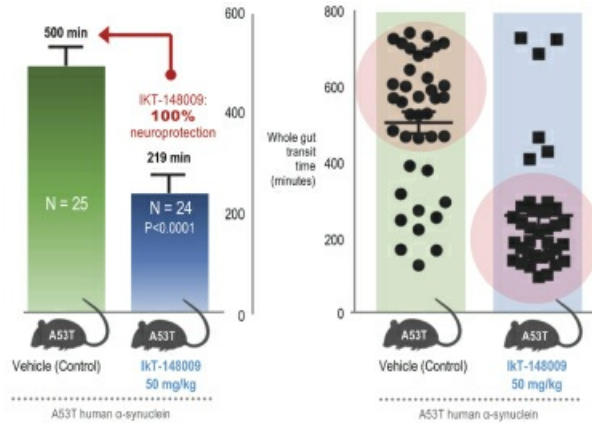 500 min
IKT-148009:
100%
neuroprotection
219 min
N = 25
N = 24
P<0.0001
600
400
200
0
A53T
A53T
Vehicle (Control)
IkT-148009
50 mg/kg
A53T human α-synuclein
Whole gut
transit
time
(minutes)
800
600
400
200
0
A53T
A53T
Vehicle (Control)
IkT-148009
50 mg/kg
A53T human α-synuclein